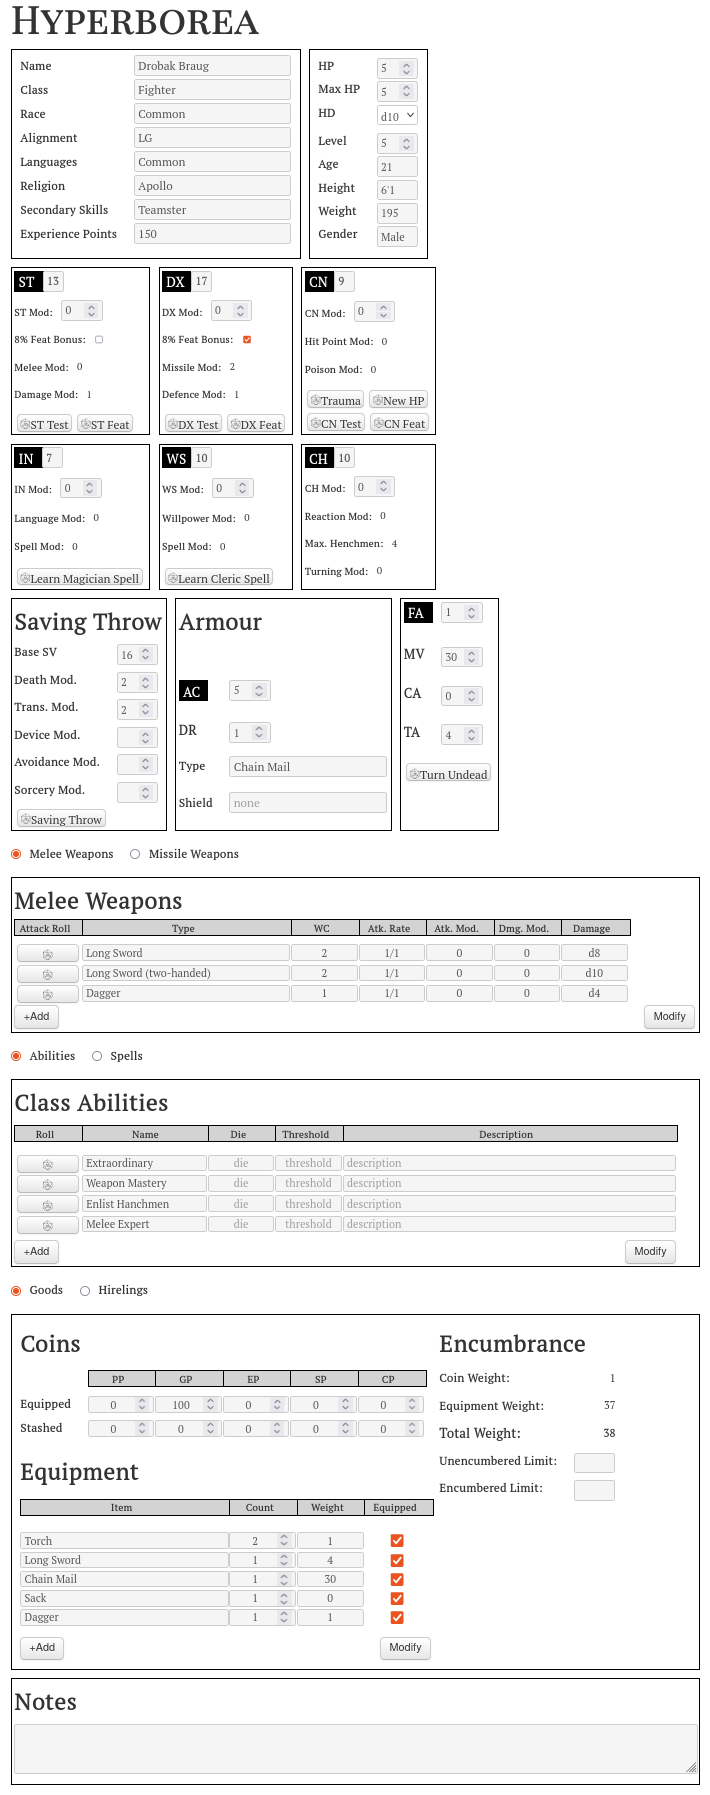 HYPERBOREA
Name Drobak Braug
Class Fighter
Race Common
Alignment LG
Languages Common
Religion Apollo
Secondary Skills Teamster
Experience Points 150
HP 5
Max HP 5
HD d10
Level 5
Age 21
Height 6'1
Weight 195
Gender Male
ST 13
ST Mod: 0
8% Feat Bonus:
Melee Mod: 0
Damage Mod: 1
ST Test ST Feat
DX 17
DX Mod: 0
8% Feat Bonus:
Missile Mod: 2
Defence Mod: 1
DX Test DX Feat
CN 9
CN Mod: 0
Hit Point Mod: 0
Poison Mod: 0
Trauma New HP
CN Test CN Feat
IN 7
IN Mod: 0
Language Mod: 0
Spell Mod: 0
Learn Magician Spell
WS 10
WS Mod: 0
Willpower Mod: 0
Spell Mod: 0
Learn Cleric Spell
CH 10
CH Mod: 0
Reaction Mod: 0
Max. Henchmen: 4
Turning Mod: 0
Saving Throw
Base SV 16
Death Mod. 2
Trans. Mod. 2
Device Mod.
Avoidance Mod.
Sorcery Mod.
Saving Throw
Armour
AC 5
DR 1
Type Chain Mail
Shield none
FA 1
MV 30
CA 0
TA 4
Turn Undead
Melee Weapons Missile Weapons
Melee Weapons
Attack Roll Type WC Atk. Rate Atk. Mod. Dmg. Mod. Damage
Long Sword 2 1/1 0 0 d8
Long Sword (two-handed) 2 1/1 0 0 d10
Dagger 1 1/1 0 0 d4
+Add Modify
Abilities Spells
Class Abilities
Roll Name Die Threshold Description
Extraordinary die threshold description
Weapon Mastery die threshold description
Enlist Hanchmen die threshold description
Melee Expert die threshold description
+Add Modify
Goods Hirelings
Coins
PP GP EP SP CP
Equipped 0 100 0 0 0
Stashed 0 0 0 0 0
Encumbrance
Coin Weight: 1
Equipment Weight: 37
Total Weight: 38
Unencumbered Limit:
Encumbered Limit:
Equipment
Item Count Weight Equipped
Torch 2 1
Long Sword 1 4
Chain Mail 1 30
Sack 1 0
Dagger 1 1
+Add Modify
Notes